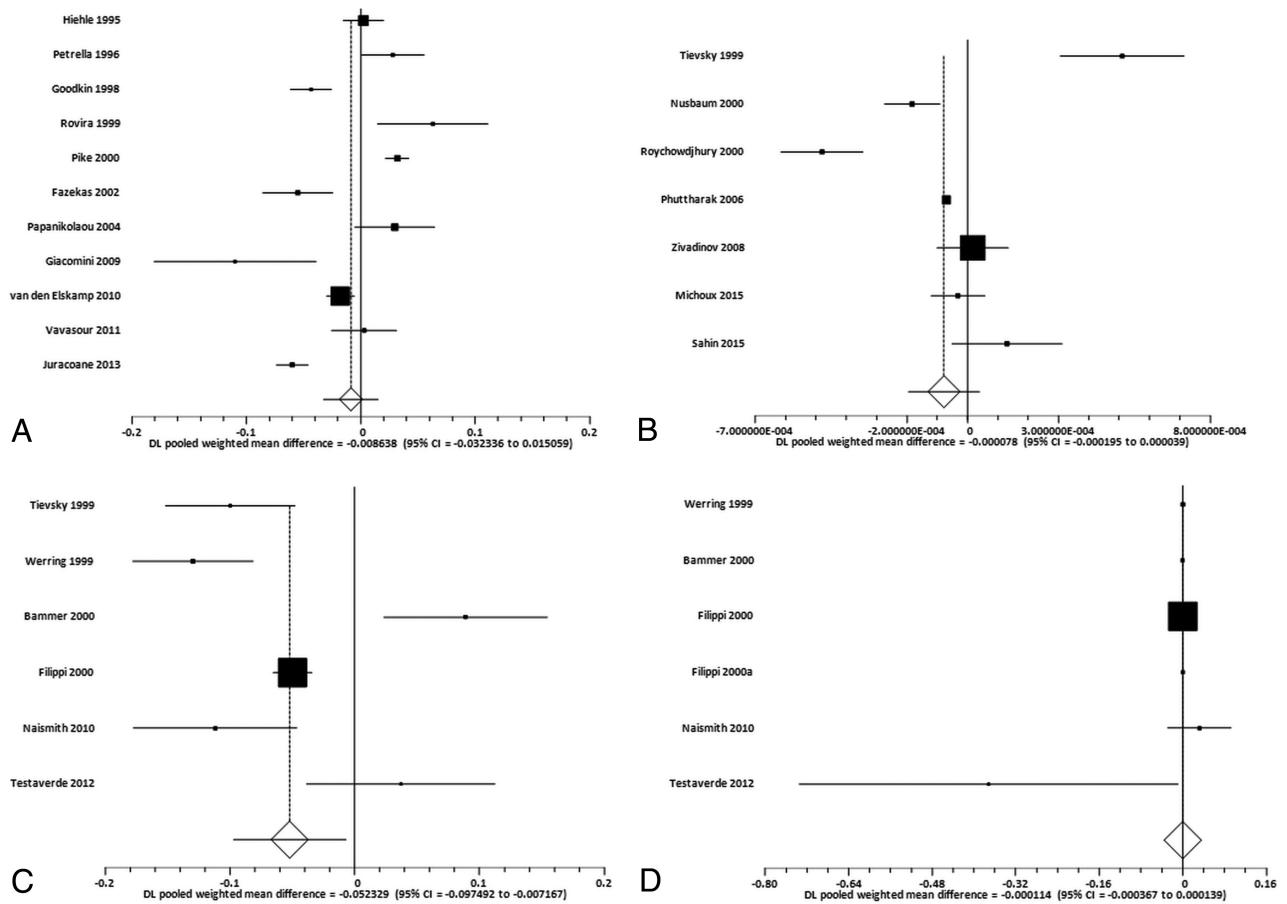 Hiehle 1995
Petrella 1996
Goodkin 1998
Rovira 1999
Pike 2000
Fazekas 2002
Papanikolaou 2004
Giacomini 2009
van den Elskamp 2010
Vavasour 2011
Juracoane 2013
-0.2 -0.1 0 0.1 0.2
DL pooled weighted mean difference = -0.008638 (95% CI = -0.032336 to 0.015059)
A
Tievsky 1999
Nusbaum 2000
Roychowdjhury 2000
Phuttharak 2006
Zivadinov 2008
Michoux 2015
Sahin 2015
-7.000000E-004 -2.000000E-004 0 3.000000E-004 8.000000E-004
DL pooled weighted mean difference = -0.000078 (95% CI = -0.000195 to 0.000039)
B
Tievsky 1999
Werring 1999
Bammer 2000
Filippi 2000
Naismith 2010
Testaverde 2012
-0.2 -0.1 0 0.1 0.2
DL pooled weighted mean difference = -0.052329 (95% CI = -0.097492 to -0.007167)
C
Werring 1999
Bammer 2000
Filippi 2000
Filippi 2000a
Naismith 2010
Testaverde 2012
-0.80 -0.64 -0.48 -0.32 -0.16 0 0.16
DL pooled weighted mean difference = -0.000114 (95% CI = -0.000367 to 0.000139)
D